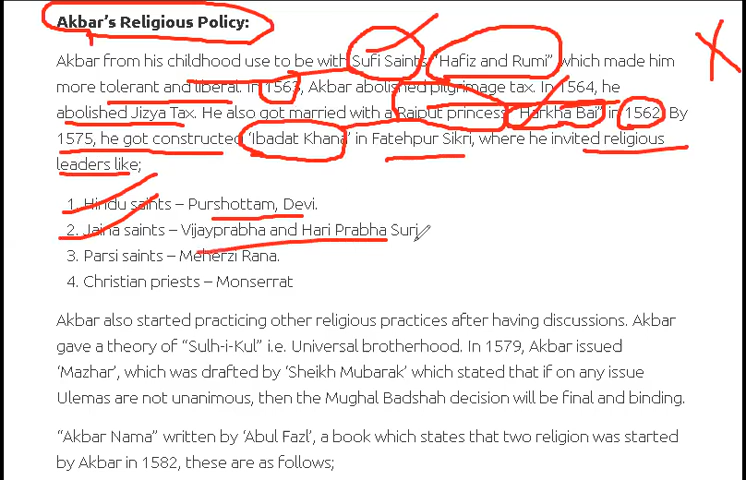 Akbar's Religious Policy:
Akbar from his childhood use to be with Sufi Saints "Hafiz and Rumi", which made him
more tolerant and liberal. In 1563, Akbar abolished pilgrimage tax. In 1564, he
abolished Jizya Tax. He also got married with a Rajput princess "Harkha Bai" in 1562. By
1575, he got constructed 'Ibadat Khana' in Fatehpur Sikri, where he invited religious
leaders like;
1. Hindu saints – Purshottam, Devi.
2. Jaina saints – Vijayprabha and Hari Prabha Suri
3. Parsi saints – Meherzi Rana.
4. Christian priests – Monserrat
Akbar also started practicing other religious practices after having discussions. Akbar
gave a theory of "Sulh-i-Kul" i.e. Universal brotherhood. In 1579, Akbar issued
'Mazhar', which was drafted by 'Sheikh Mubarak' which stated that if on any issue
Ulemas are not unanimous, then the Mughal Badshah decision will be final and binding.
"Akbar Nama" written by 'Abul Fazl', a book which states that two religion was started
by Akbar in 1582, these are as follows;